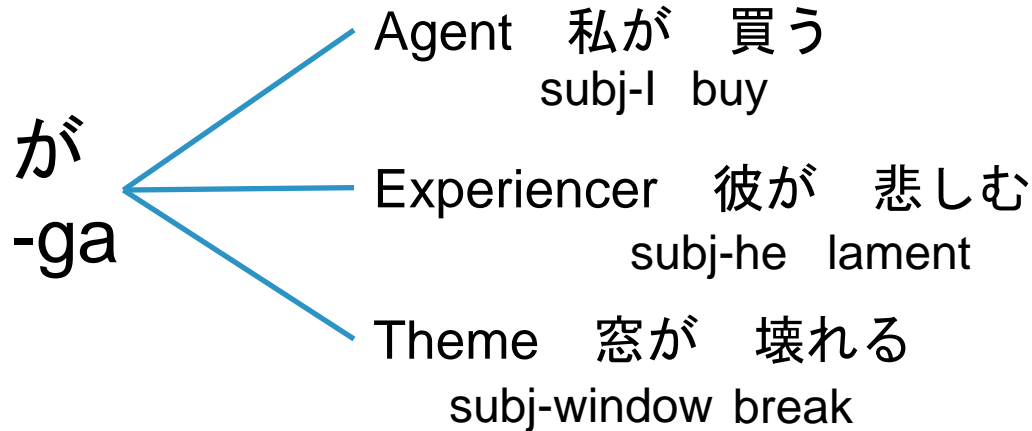 が
-ga
Agent 私が 買う
subj-I buy
Experiencer 彼が 悲しむ
subj-he lament
Theme 窓が 壊れる
subj-window break